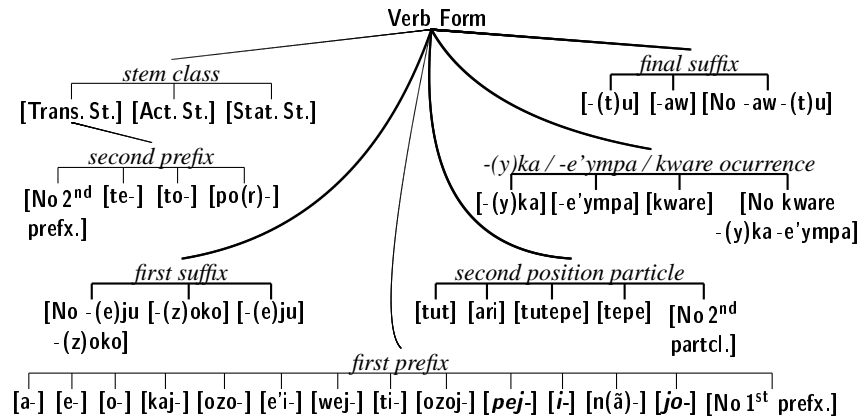 Verb Form
stem class
[Trans. St.] [Act. St.] [Stat. St.]
final suffix
[-(t)u] [-aw] [No -aw -(t)u]
second prefix
[No 2nd prefx.] [te-] [to-] [po(r)-]
-(y)ka / -e'ympa / kware ocurrence
[-(y)ka] [-e'ympa] [kware] [No kware
-(y)ka -e'ympa]
first suffix
[No -(e)ju [-(z)oko] [-(e)ju]
-(z)oko]
second position particle
[tut] [ari] [tutepe] [tepe] [No 2nd
partcl.]
first prefix
[a-] [e-] [o-] [kaj-] [ozo-] [e'i-] [wej-] [ti-] [ozoj-] [pej-] [i-] [n(ã)-] [jo-] [No 1st prefx.]